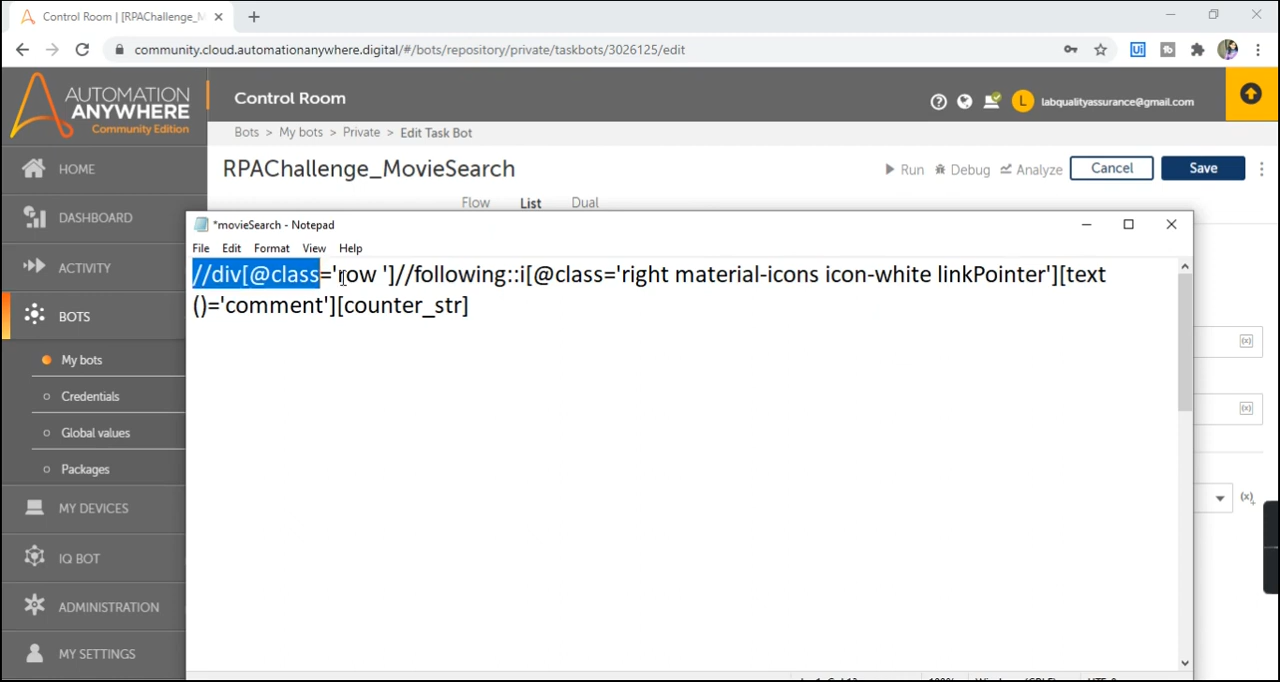 Control Room | [RPAChallenge_M
community.cloud.automationanywhere.digital/#/bots/repository/private/taskbots/3026125/edit
Ui
AUTOMATION
ANYWHERE
Community Edition
Control Room
L
labqualityassurance@gmail.com
Bots > My bots > Private > Edit Task Bot
RPAChallenge_MovieSearch
Run Debug Analyze Cancel Save
Flow List Dual
HOME
DASHBOARD
ACTIVITY
BOTS
My bots
Credentials
Global values
Packages
MY DEVICES
IQ BOT
ADMINISTRATION
MY SETTINGS
*movieSearch - Notepad
File Edit Format View Help
//div[@class='row ']//following::i[@class='right material-icons icon-white linkPointer'][text
()='comment'][counter_str]
(x)
(x)
(x)